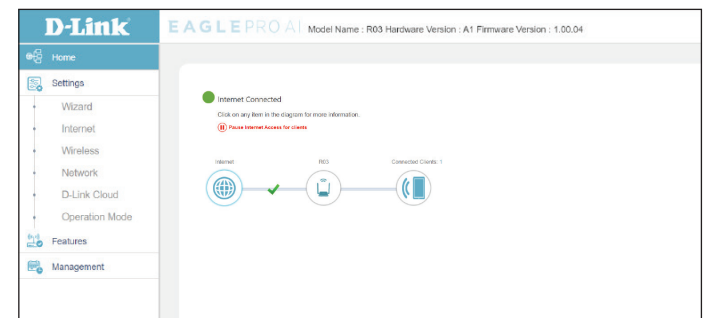 D-Link
EAGLE PRO AI Model Name : R03 Hardware Version : A1 Firmware Version : 1.00.04
Home
Settings
Wizard
Internet
Wireless
Network
D-Link Cloud
Operation Mode
Features
Management
Internet Connected
Click on any item in the diagram for more information.
Pause Internet Access for clients
Internet
R03
Connected Clients: 1